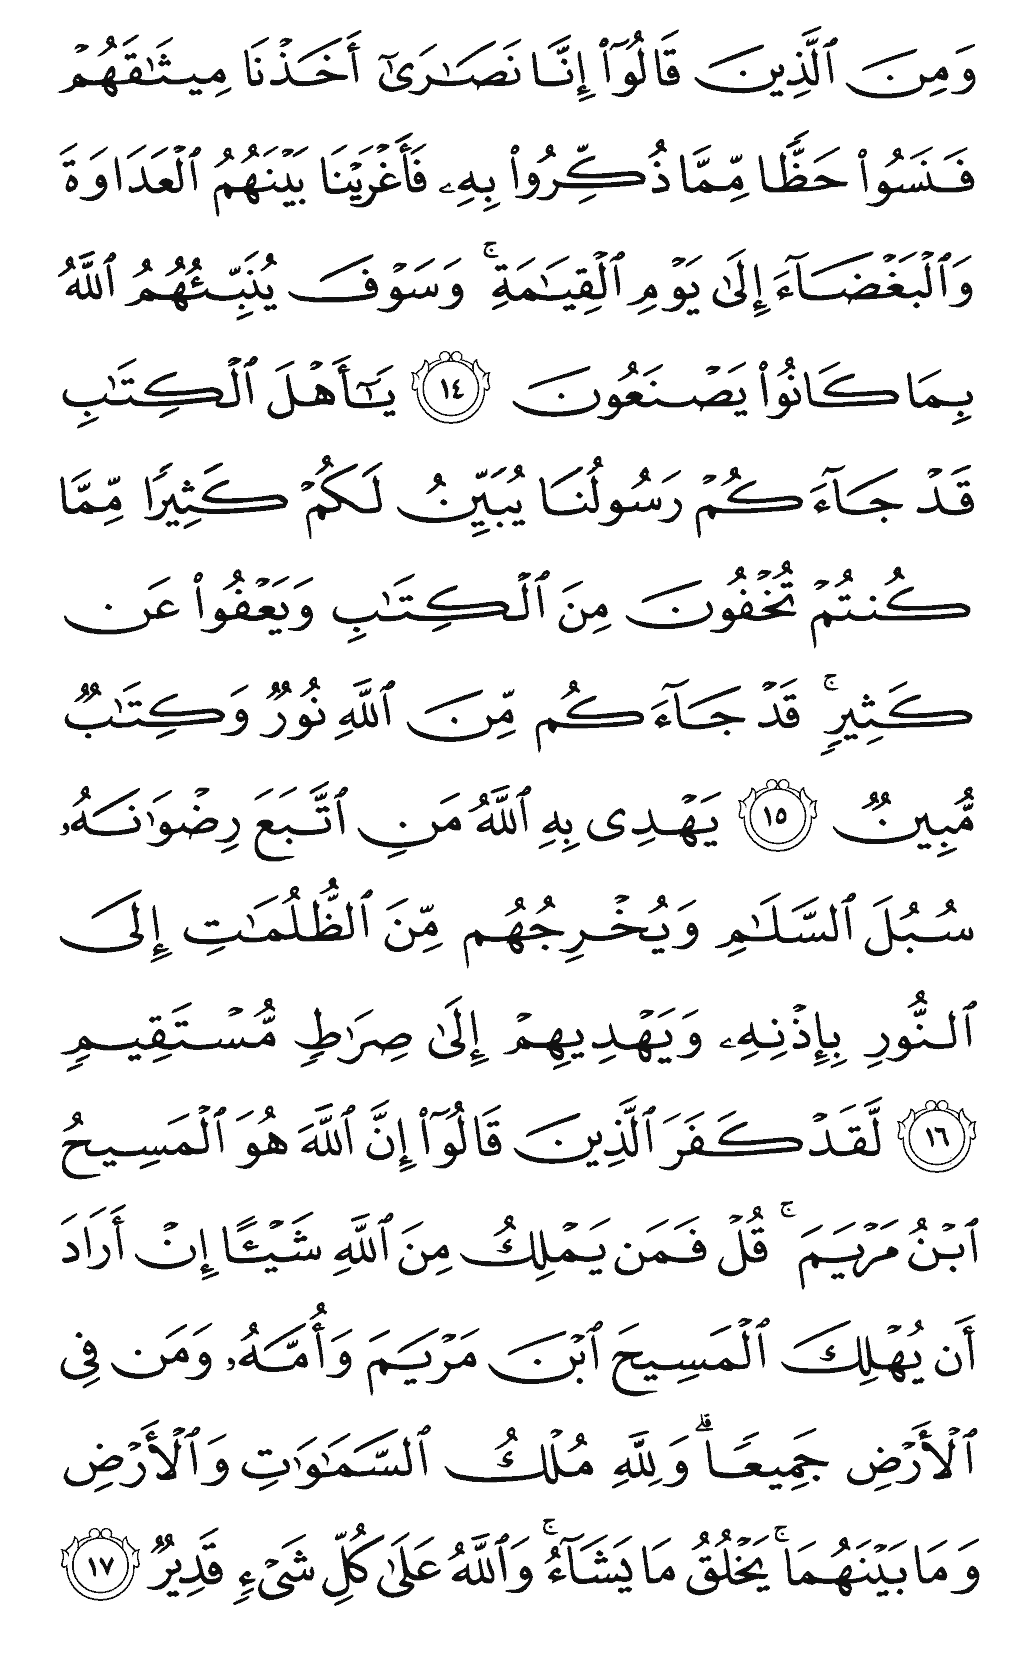 وَمِنَ ٱلَّذِينَ قَالُوٓا۟ إِنَّا نَصَـٰرَىٰٓ أَخَذْنَا مِيثَـٰقَهُمْ
فَنَسُوا۟ حَظًّا مِّمَّا ذُكِّرُوا۟ بِهِۦ فَأَغْرَيْنَا بَيْنَهُمُ ٱلْعَدَاوَةَ
وَٱلْبَغْضَآءَ إِلَىٰ يَوْمِ ٱلْقِيَـٰمَةِ ۚ وَسَوْفَ يُنَبِّئُهُمُ ٱللَّهُ
بِمَا كَانُوا۟ يَصْنَعُونَ ١٤ يَـٰٓأَهْلَ ٱلْكِتَـٰبِ
قَدْ جَآءَكُمْ رَسُولُنَا يُبَيِّنُ لَكُمْ كَثِيرًا مِّمَّا
كُنتُمْ تُخْفُونَ مِنَ ٱلْكِتَـٰبِ وَيَعْفُوا۟ عَن
كَثِيرٍ ۚ قَدْ جَآءَكُم مِّنَ ٱللَّهِ نُورٌ وَكِتَـٰبٌ
مُّبِينٌ ١٥ يَهْدِى بِهِ ٱللَّهُ مَنِ ٱتَّبَعَ رِضْوَٰنَهُۥ
سُبُلَ ٱلسَّلَـٰمِ وَيُخْرِجُهُم مِّنَ ٱلظُّلُمَـٰتِ إِلَى
ٱلنُّورِ بِإِذْنِهِۦ وَيَهْدِيهِمْ إِلَىٰ صِرَٰطٍ مُّسْتَقِيمٍ
١٦ لَّقَدْ كَفَرَ ٱلَّذِينَ قَالُوٓا۟ إِنَّ ٱللَّهَ هُوَ ٱلْمَسِيحُ
ٱبْنُ مَرْيَمَ ۚ قُلْ فَمَن يَمْلِكُ مِنَ ٱللَّهِ شَيْـًٔا إِنْ أَرَادَ
أَن يُهْلِكَ ٱلْمَسِيحَ ٱبْنَ مَرْيَمَ وَأُمَّهُۥ وَمَن فِى
ٱلْأَرْضِ جَمِيعًا ۗ وَلِلَّهِ مُلْكُ ٱلسَّمَـٰوَٰتِ وَٱلْأَرْضِ
وَمَا بَيْنَهُمَا ۚ يَخْلُقُ مَا يَشَآءُ ۚ وَٱللَّهُ عَلَىٰ كُلِّ شَىْءٍ قَدِيرٌ ١٧